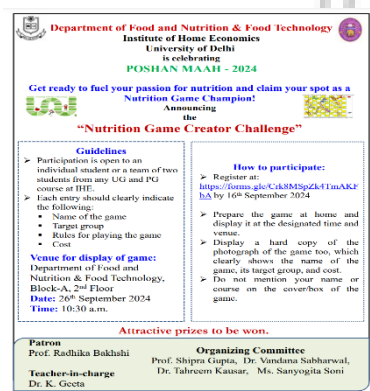 Department of Food and Nutrition & Food Technology
Institute of Home Economics
University of Delhi
is celebrating
POSHAN MAAH - 2024
Get ready to fuel your passion for nutrition and claim your spot as a
Nutrition Game Champion!
Announcing
the
“Nutrition Game Creator Challenge”
Guidelines
➢ Participation is open to an
individual student or a team of two
students from any UG and PG
course at IHE.
➢ Each entry should clearly indicate
the following:
▪ Name of the game
▪ Target group
▪ Rules for playing the game
▪ Cost
Venue for display of game:
Department of Food and
Nutrition & Food Technology,
Block-A, 2nd Floor
Date: 26th September 2024
Time: 10:30 a.m.
How to participate:
➢ Register at:
https://forms.gle/Crk8MSpZk4TmAKF
bA by 16th September 2024
➢ Prepare the game at home and
display it at the designated time and
venue.
➢ Display a hard copy of the
photograph of the game too, which
clearly shows the name of the
game, its target group, and cost.
➢ Do not mention your name or
course on the cover/box of the
game.
Attractive prizes to be won.
Patron
Prof. Radhika Bakhshi
Teacher-in-charge
Dr. K. Geeta
Organizing Committee
Prof. Shipra Gupta, Dr. Vandana Sabharwal,
Dr. Tahreem Kausar, Ms. Sanyogita Soni